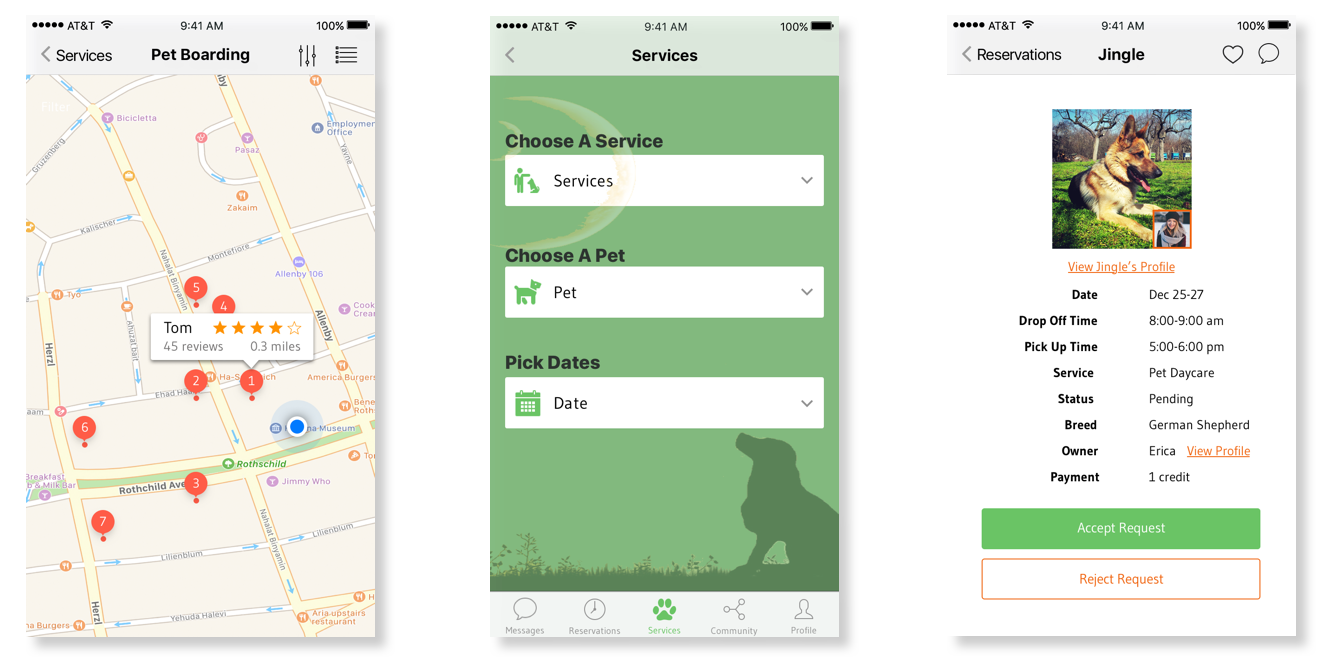 AT&T 9:41 AM 100%
Services Pet Boarding
Filter
Bicicletta
Employmen
Office
Gruzenberg
Pasaz
Yavne
Zakaim
Kalischer
Nahalat Binyamin
Montefiore
Allenby 106
Tyo
5
4
Cook
Crea
Allenby
Ahuzat bait
Tom
45 reviews 0.3 miles
Herzl
2
1
America Burgers
Ehad Ha
aam
6
Museum
Rothschild
Breakfast
b & Milk Bar
Rothschild Ave
3
Jimmy Who
7
Nahalat Binyamin
Lilienblum
Lilienblum
Herzl
Yehuda Halevi
Aria upstairs
restaurant
na Burgers
AT&T 9:41 AM 100%
Services
Choose A Service
Services
Choose A Pet
Pet
Pick Dates
Date
Messages Reservations Services Community Profile
AT&T 9:41 AM 100%
Reservations Jingle
View Jingle's Profile
Date Dec 25-27
Drop Off Time 8:00-9:00 am
Pick Up Time 5:00-6:00 pm
Service Pet Daycare
Status Pending
Breed German Shepherd
Owner Erica View Profile
Payment 1 credit
Accept Request
Reject Request